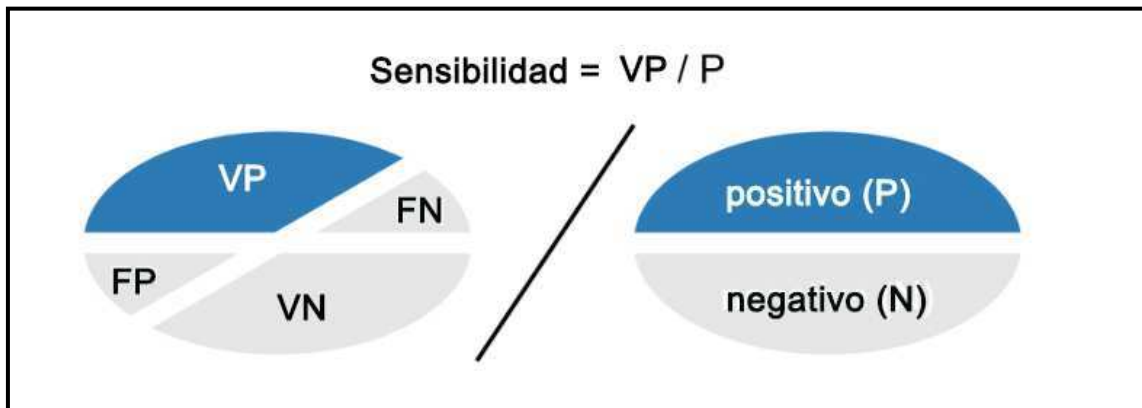 Sensibilidad = VP / P
VP
FN
FP
VN
positivo (P)
negativo (N)